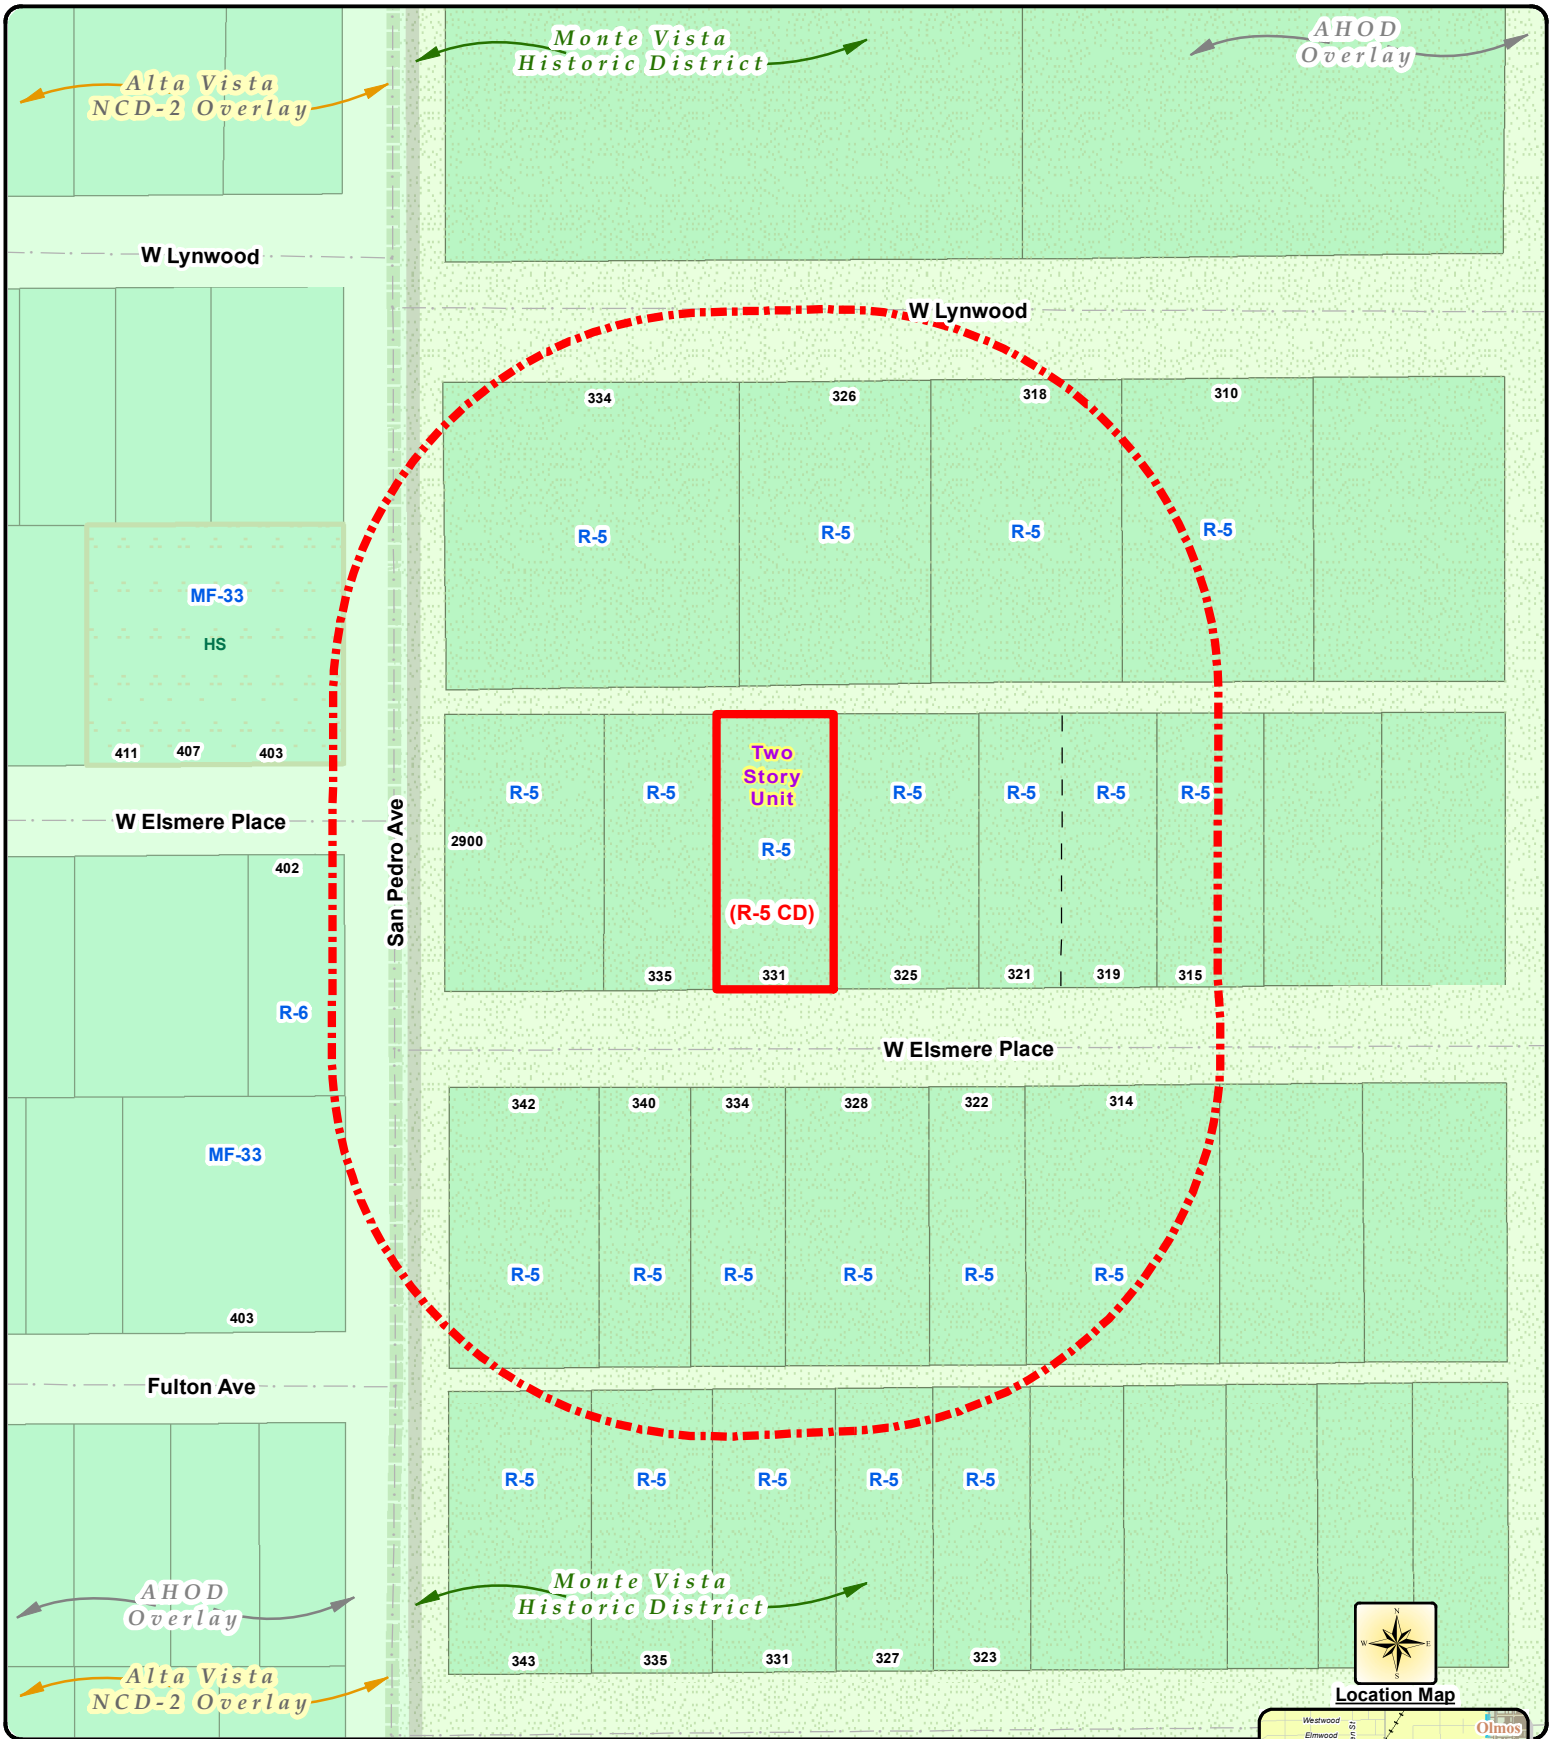 Monte Vista
Historic District
AHOD
Overlay
Alta Vista
NCD-2 Overlay
W Lynwood
W Lynwood
334
326
318
310
R-5
R-5
R-5
R-5
MF-33
HS
411
407
403
Two
Story
Unit
R-5
R-5
R-5
R-5
R-5
R-5
W Elsmere Place
San Pedro Ave
2900
R-5
402
(R-5 CD)
335
331
325
321
319
315
R-6
W Elsmere Place
342
340
334
328
322
314
MF-33
R-5
R-5
R-5
R-5
R-5
R-5
403
Fulton Ave
R-5
R-5
R-5
R-5
R-5
AHOD
Overlay
Monte Vista
Historic District
N
W
E
S
343
335
331
327
323
Alta Vista
NCD-2 Overlay
Location Map
Westwood
Elmwood
Olmos